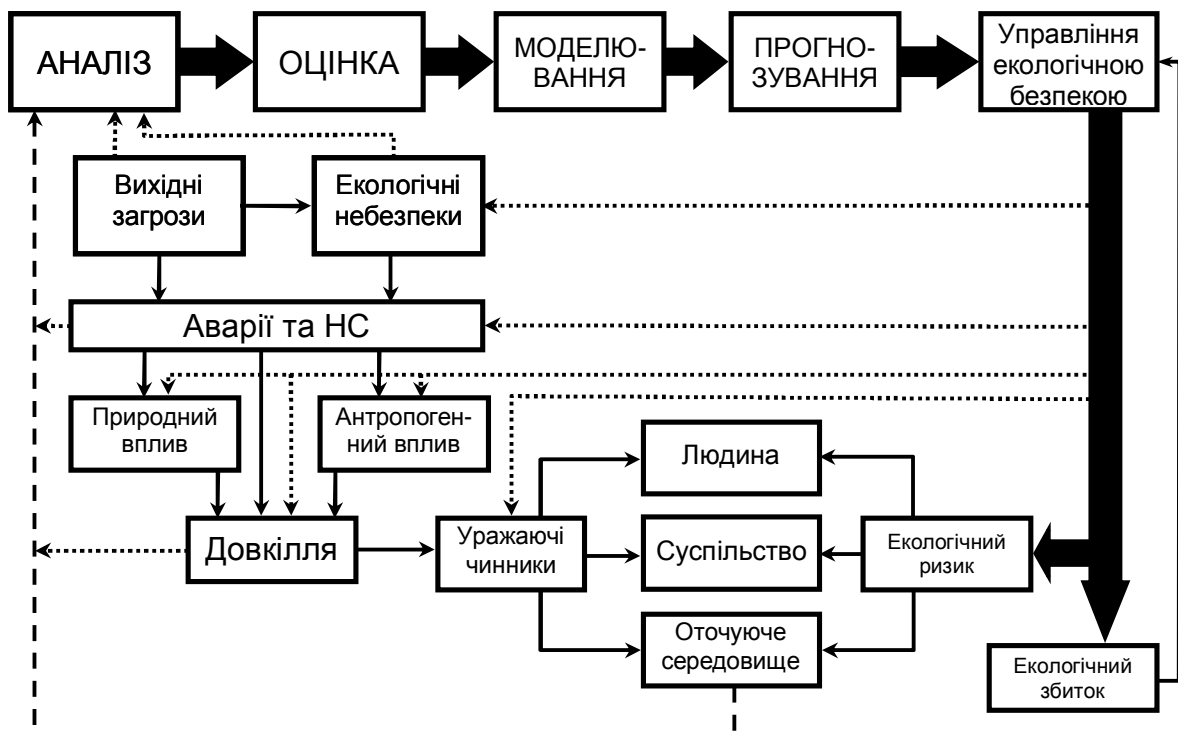 АНАЛІЗ
ОЦІНКА
МОДЕЛЮ-
ВАННЯ
ПРОГНО-
ЗУВАННЯ
Управління
екологічною
безпекою
Вихідні
загрози
Екологічні
небезпеки
Аварії та НС
Природний
вплив
Антропоген-
ний вплив
Людина
Довкілля
Уражаючі
чинники
Суспільство
Екологічний
ризик
Оточуюче
середовище
Екологічний
збиток